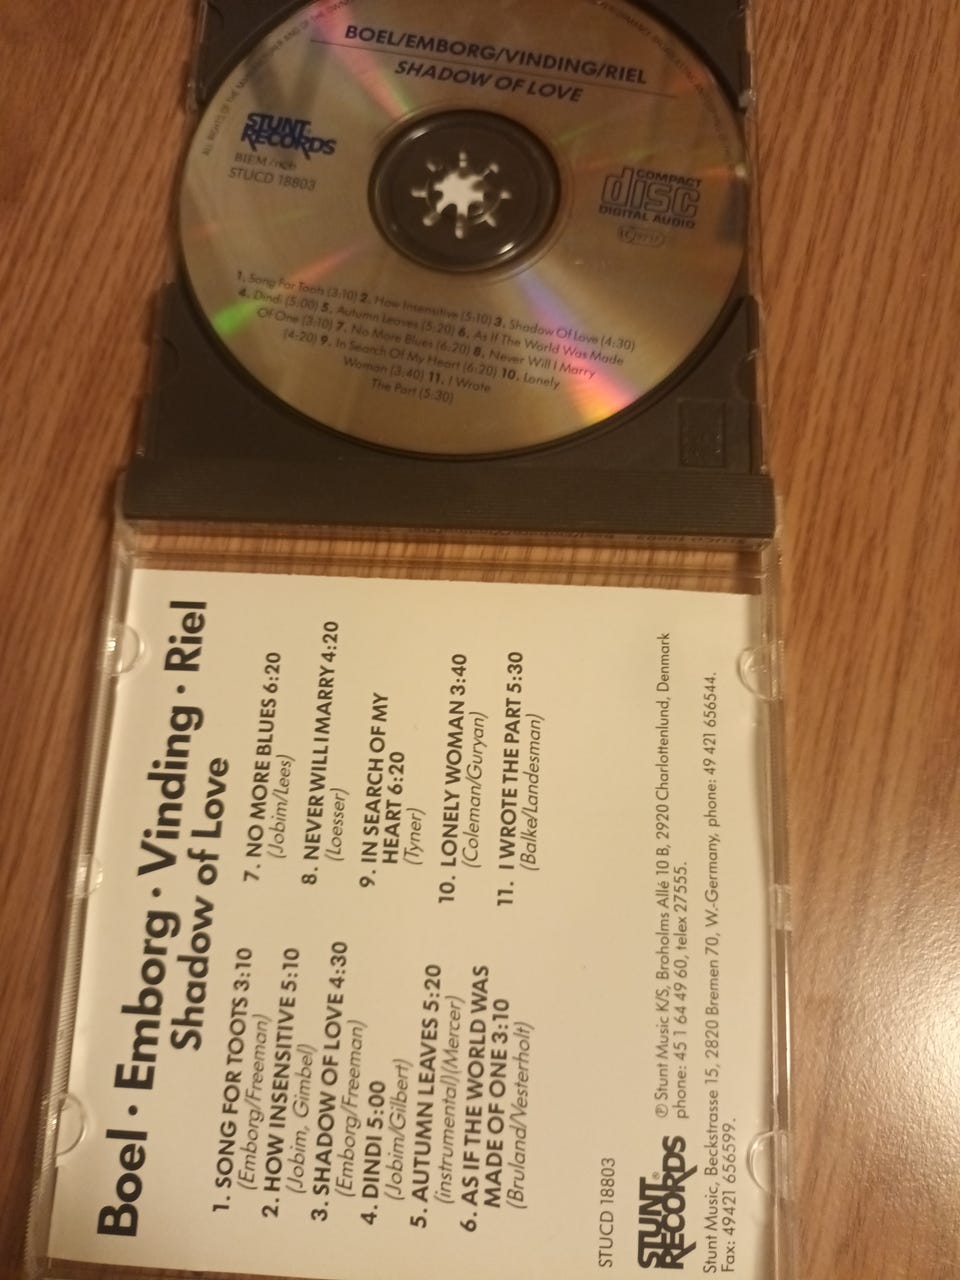 BOEL/EMBORG/VINDING/RIEL
SHADOW OF LOVE
STUNT
RECORDS
BIEM/ncb
STUCD 18803
COMPACT
disc
DIGITAL AUDIO
1. Song For Toots (3:10) 2. How Insensitive (5:10) 3. Shadow Of Love (4:30)
4. Dindi (5:00) 5. Autumn Leaves (5:20) 6. As If The World Was Made
Of One (3:10) 7. No More Blues (6:20) 8. Never Will I Marry
(4:20) 9. In Search Of My Heart (6:20) 10. Lonely
Woman (3:40) 11. I Wrote
The Part (5:30)
Boel · Emborg · Vinding · Riel
Shadow of Love
1. SONG FOR TOOTS 3:10
(Emborg/Freeman)
2. HOW INSENSITIVE 5:10
(Jobim, Gimbel)
3. SHADOW OF LOVE 4:30
(Emborg/Freeman)
4. DINDI 5:00
(Jobim/Gilbert)
5. AUTUMN LEAVES 5:20
(instrumental)(Mercer)
6. AS IF THE WORLD WAS
MADE OF ONE 3:10
(Bruland/Vesterholt)
7. NO MORE BLUES 6:20
(Jobim/Lees)
8. NEVER WILL I MARRY 4:20
(Loesser)
9. IN SEARCH OF MY
HEART 6:20
(Tyner)
10. LONELY WOMAN 3:40
(Coleman/Guryan)
11. I WROTE THE PART 5:30
(Balke/Landesman)
STUCD 18803
STUNT®
RECORDS
℗ Stunt Music K/S, Broholms Allé 10 B, 2920 Charlottenlund, Denmark
phone: 45 1 64 49 60, telex 27555.
Stunt Music, Beckstrasse 15, 2820 Bremen 70, W.-Germany, phone: 49 421 656544.
Fax: 49421 656599.